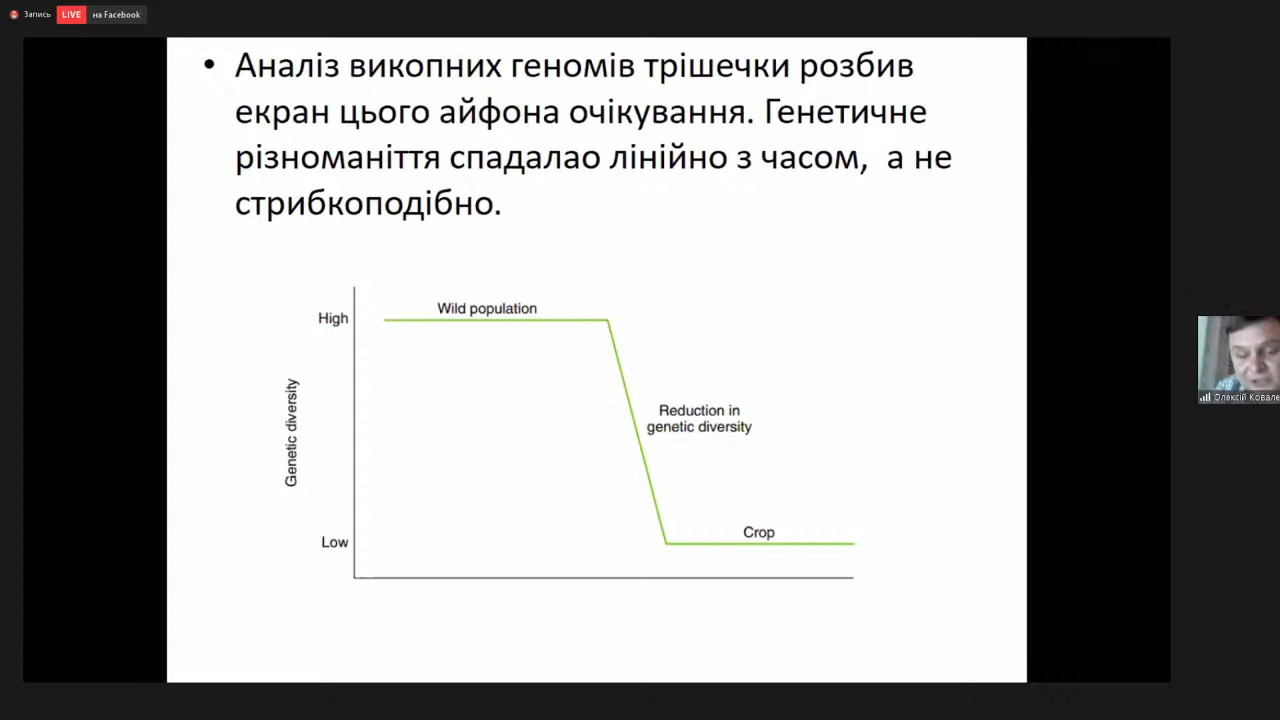 Запись LIVE на Facebook
• Аналіз викопних геномів трішечки розбив
екран цього айфона очікування. Генетичне
різноманіття спадалао лінійно з часом, а не
стрибкоподібно.
High
Wild population
Genetic diversity
Reduction in
genetic diversity
Crop
Low
Олексій Ковале